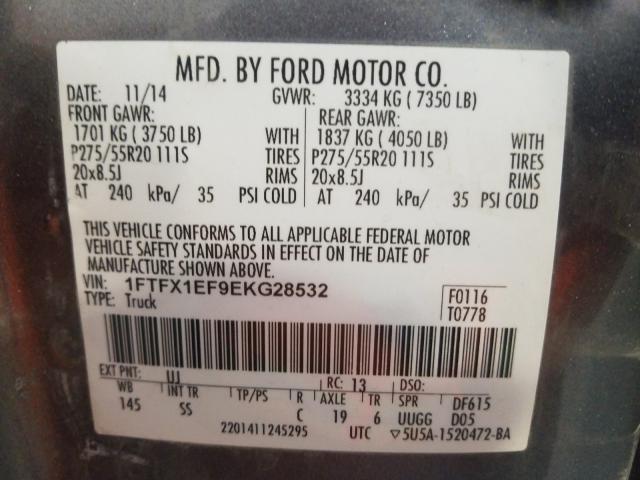 MFD. BY FORD MOTOR CO.
DATE: 11/14 GVWR: 3334 KG ( 7350 LB)
FRONT GAWR: REAR GAWR:
1701 KG ( 3750 LB) WITH 1837 KG ( 4050 LB) WITH
P275/55R20 111S TIRES P275/55R20 111S TIRES
20x8.5J RIMS 20x8.5J RIMS
AT 240 kPa/ 35 PSI COLD AT 240 kPa/ 35 PSI COLD
THIS VEHICLE CONFORMS TO ALL APPLICABLE FEDERAL MOTOR
VEHICLE SAFETY STANDARDS IN EFFECT ON THE DATE OF
MANUFACTURE SHOWN ABOVE.
VIN: 1FTFX1EF9EKG28532 F0116
TYPE: Truck T0778
EXT PNT: UJ RC: 13 DSO:
WB INT TR TP/PS R AXLE TR SPR DF615
145 SS C 19 6 UUGG D05
2201411245295 UTC ▽5U5A-1520472-BA